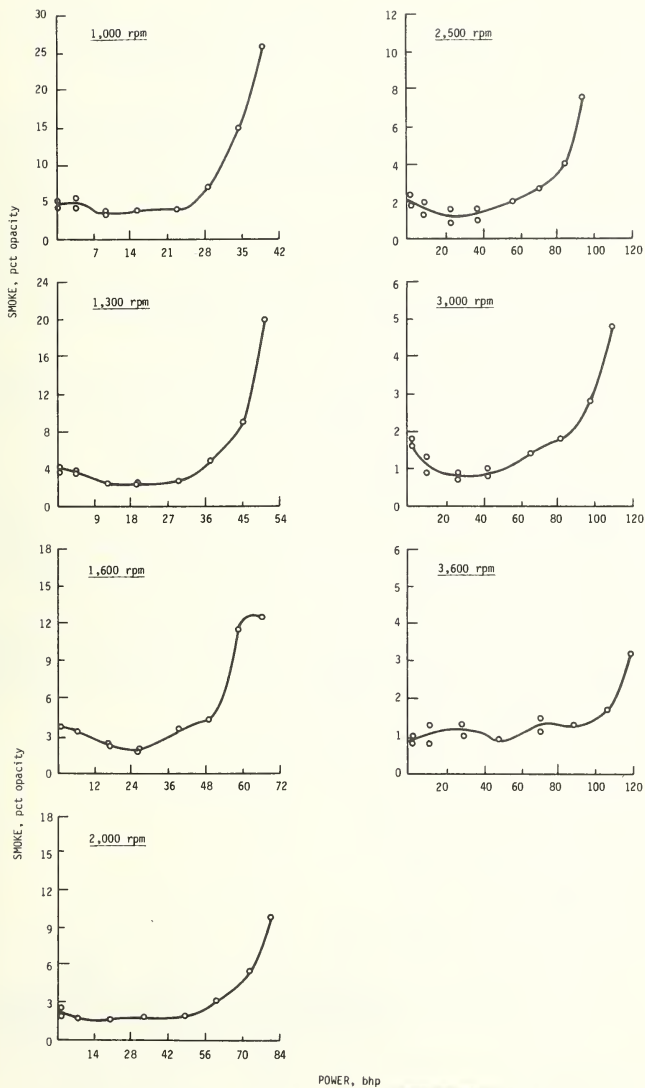 1,000 rpm
30
25
20
15
10
5
0
7 14 21 28 35 42
2,500 rpm
12
10
8
6
4
2
0
20 40 60 80 100 120
SMOKE, pct opacity
1,300 rpm
24
20
16
12
8
4
0
9 18 27 36 45 54
3,000 rpm
6
5
4
3
2
1
0
20 40 60 80 100 120
1,600 rpm
18
15
12
9
6
3
0
12 24 36 48 60 72
3,600 rpm
6
5
4
3
2
1
0
20 40 60 80 100 120
SMOKE, pct opacity
2,000 rpm
18
15
12
9
6
3
0
14 28 42 56 70 84
POWER, bhp